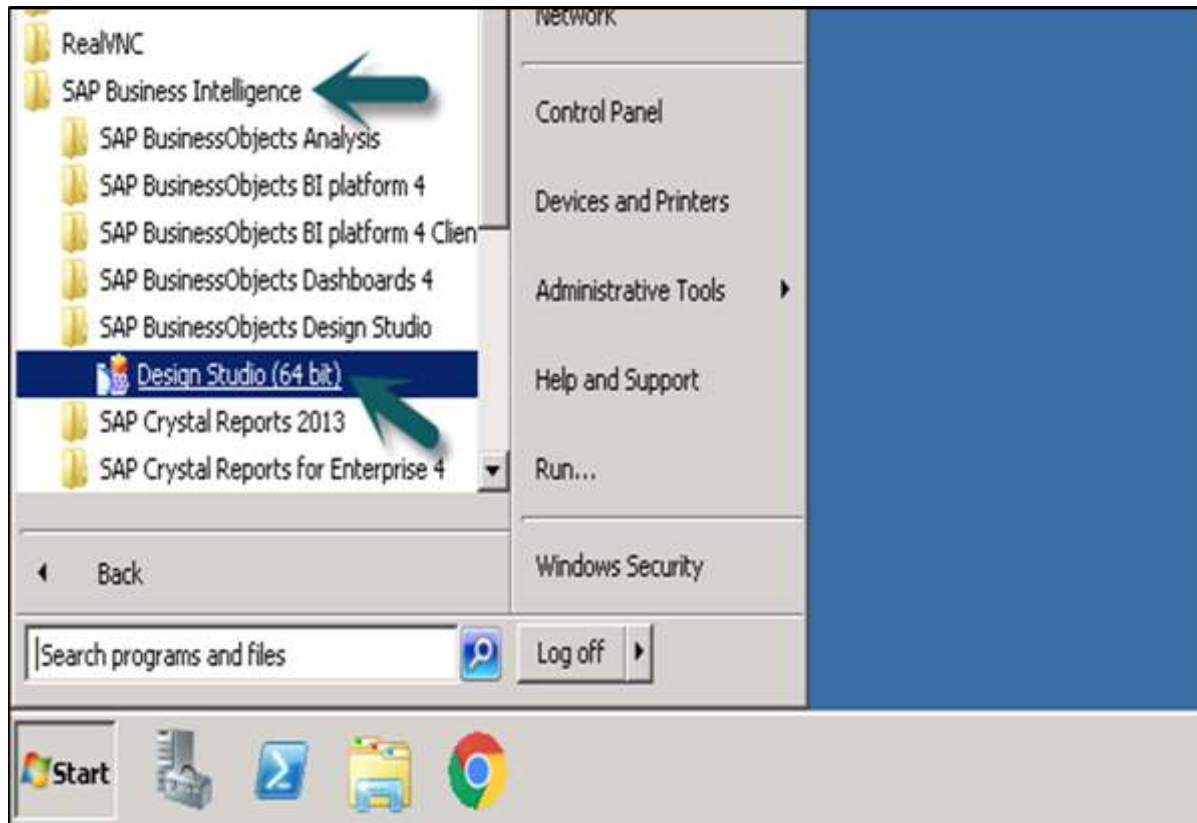 RealVNC
SAP Business Intelligence
SAP BusinessObjects Analysis
SAP BusinessObjects BI platform 4
SAP BusinessObjects BI platform 4 Clien
SAP BusinessObjects Dashboards 4
SAP BusinessObjects Design Studio
Design Studio (64 bit)
SAP Crystal Reports 2013
SAP Crystal Reports for Enterprise 4
Back
Search programs and files
Network
Control Panel
Devices and Printers
Administrative Tools
Help and Support
Run...
Windows Security
Log off
Start